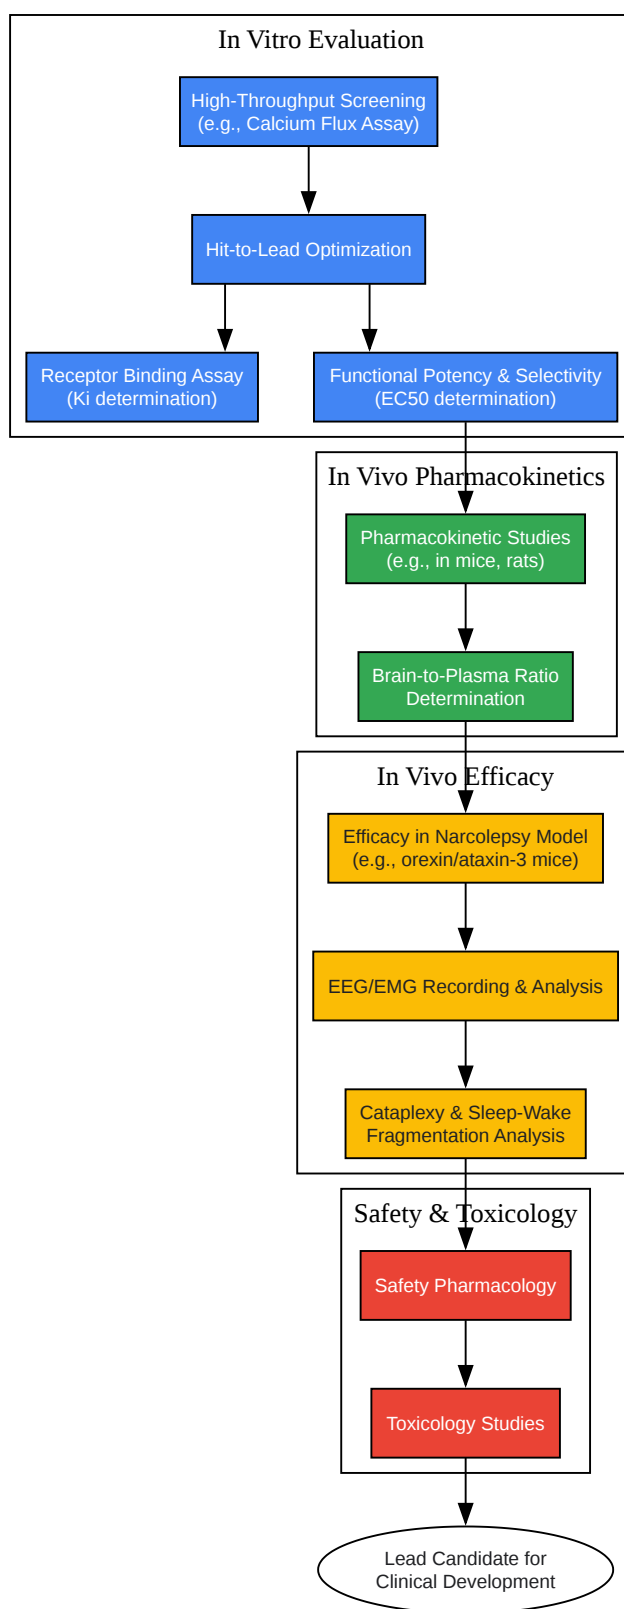 In Vitro Evaluation
High-Throughput Screening
(e.g., Calcium Flux Assay)
Hit-to-Lead Optimization
Receptor Binding Assay
(Ki determination)
Functional Potency & Selectivity
(EC50 determination)
In Vivo Pharmacokinetics
Pharmacokinetic Studies
(e.g., in mice, rats)
Brain-to-Plasma Ratio
Determination
In Vivo Efficacy
Efficacy in Narcolepsy Model
(e.g., orexin/ataxin-3 mice)
EEG/EMG Recording & Analysis
Cataplexy & Sleep-Wake
Fragmentation Analysis
Safety & Toxicology
Safety Pharmacology
Toxicology Studies
Lead Candidate for
Clinical Development